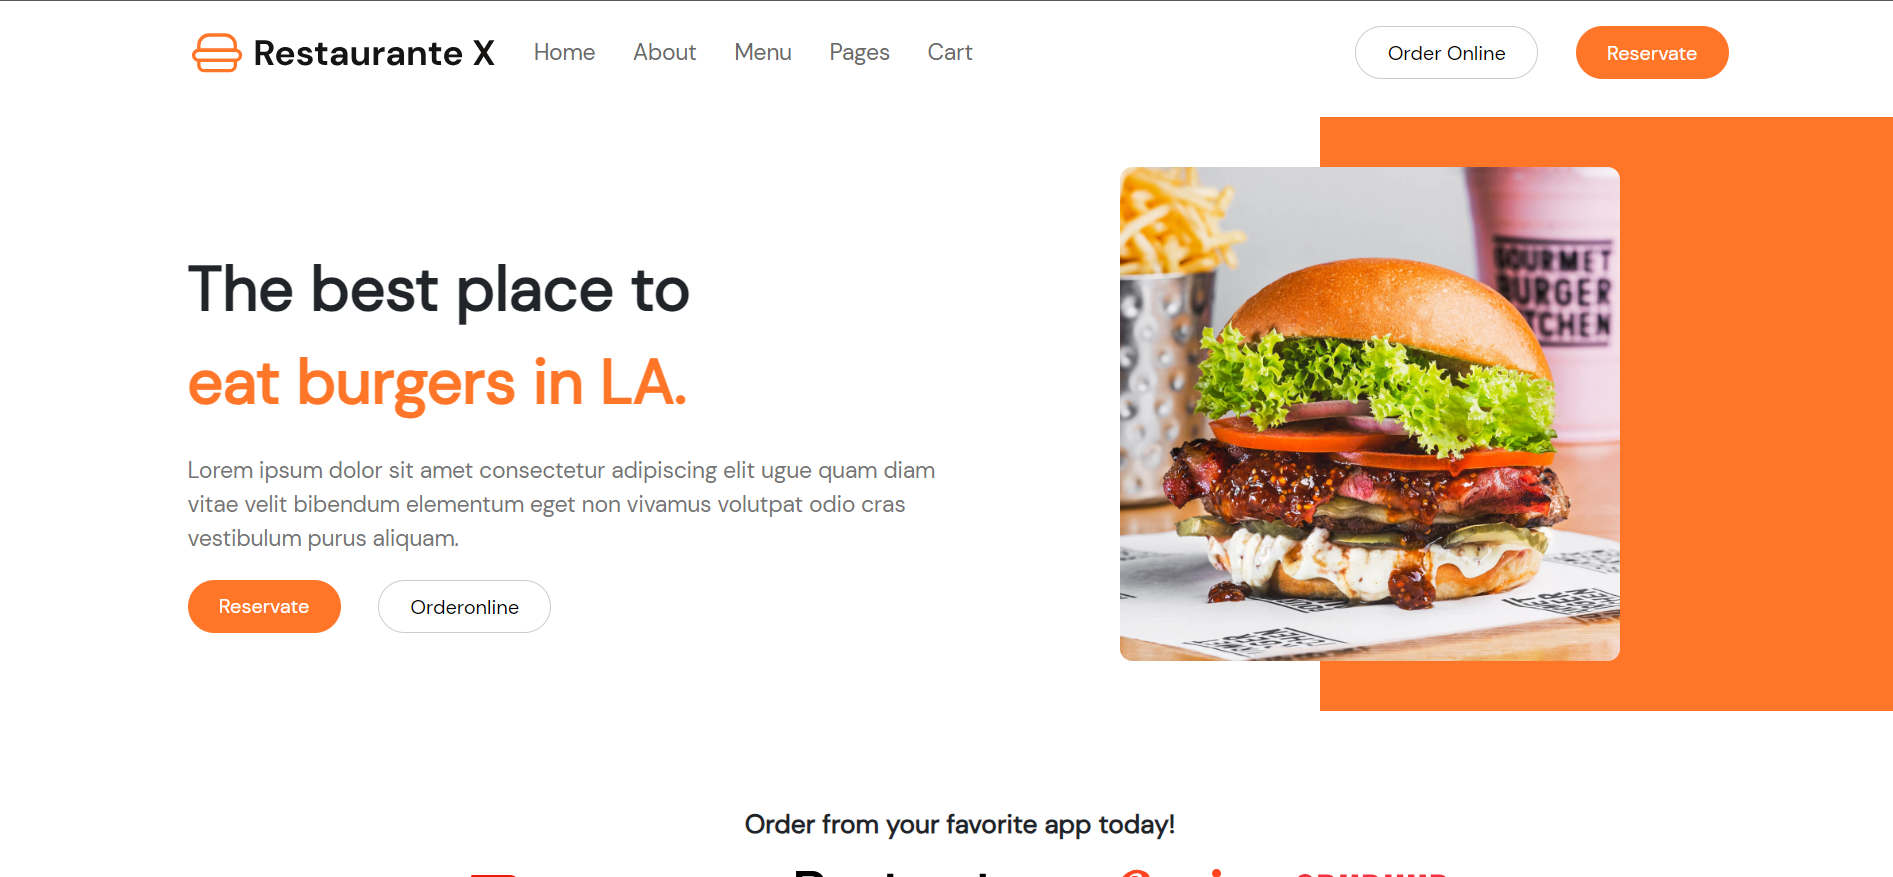 Restaurante X
Home
About
Menu
Pages
Cart
Order Online
Reservate
The best place to
eat burgers in LA.
Lorem ipsum dolor sit amet consectetur adipiscing elit ugue quam diam
vitae velit bibendum elementum eget non vivamus volutpat odio cras
vestibulum purus aliquam.
Reservate
Orderonline
GOURMET
BURGER
KITCHEN
Order from your favorite app today!